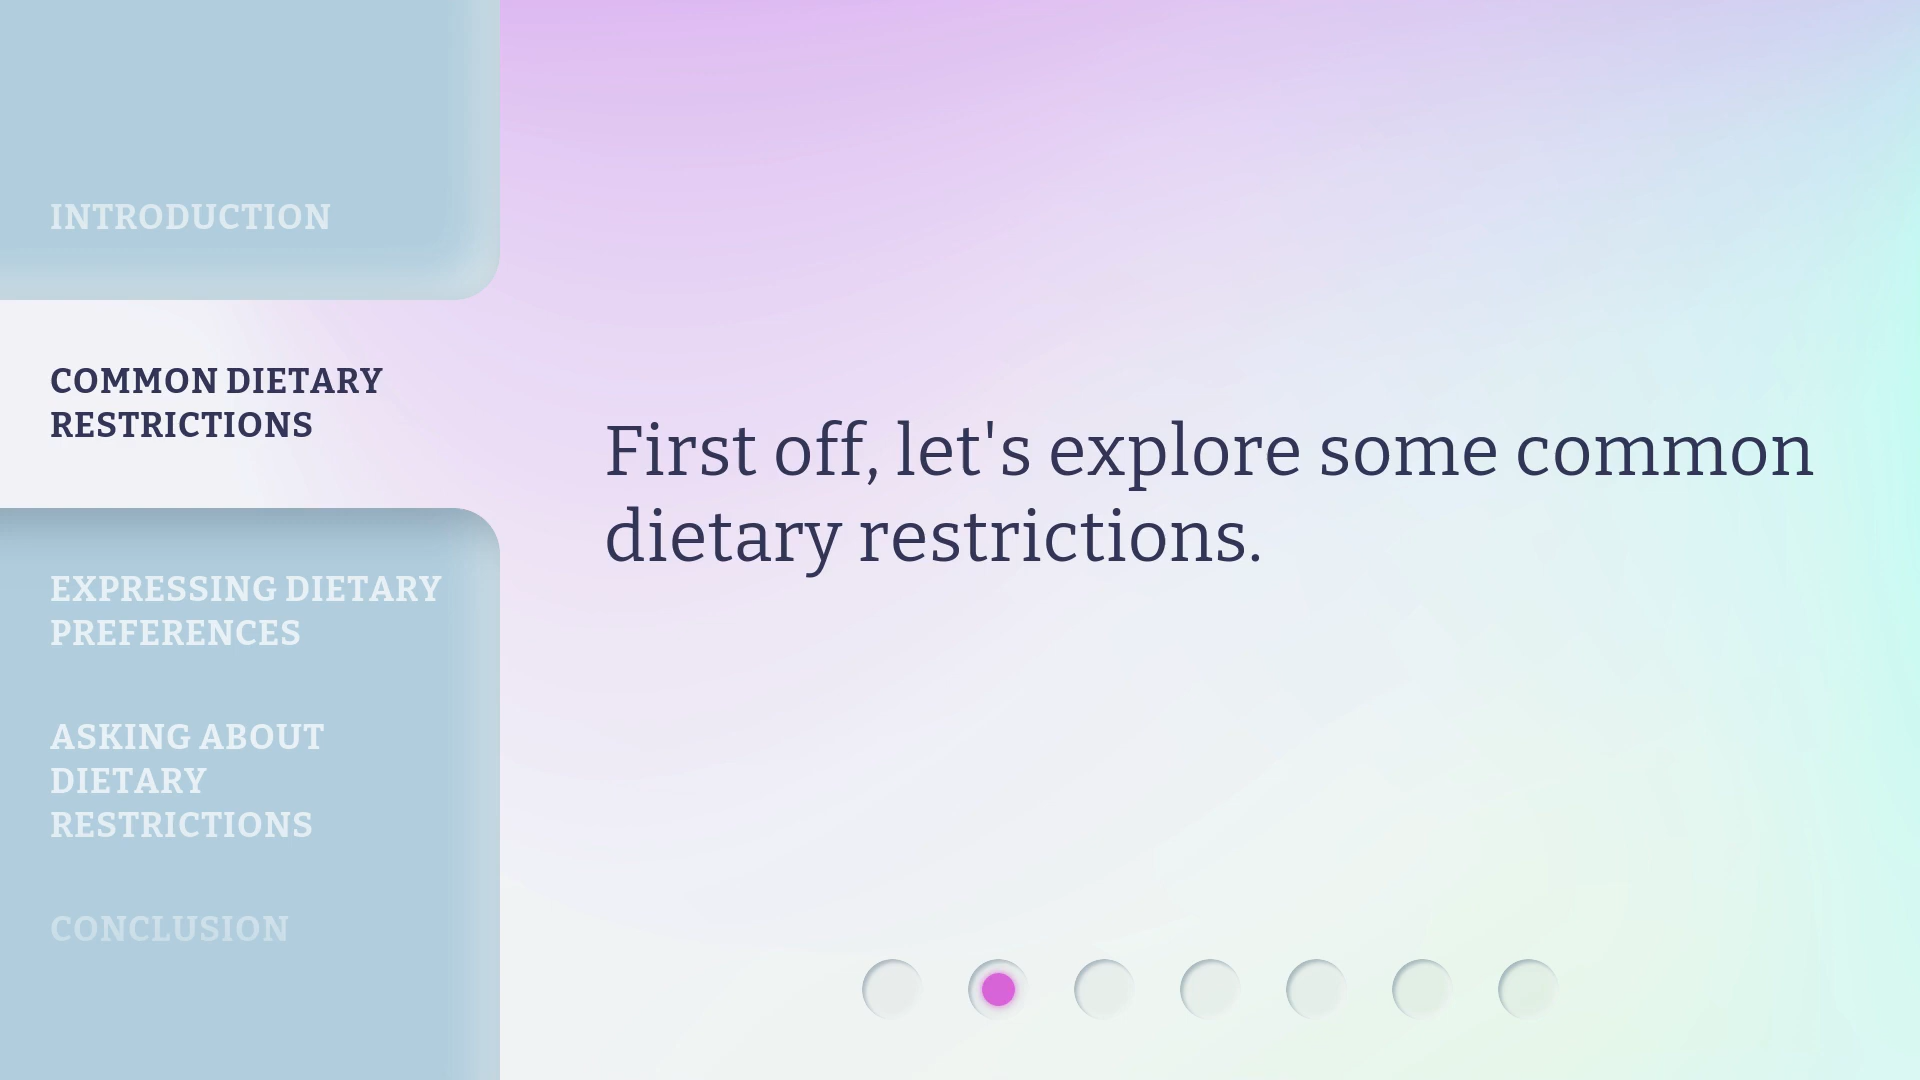 INTRODUCTION
COMMON DIETARY
RESTRICTIONS
EXPRESSING DIETARY
PREFERENCES
ASKING ABOUT
DIETARY
RESTRICTIONS
CONCLUSION
First off, let's explore some common
dietary restrictions.